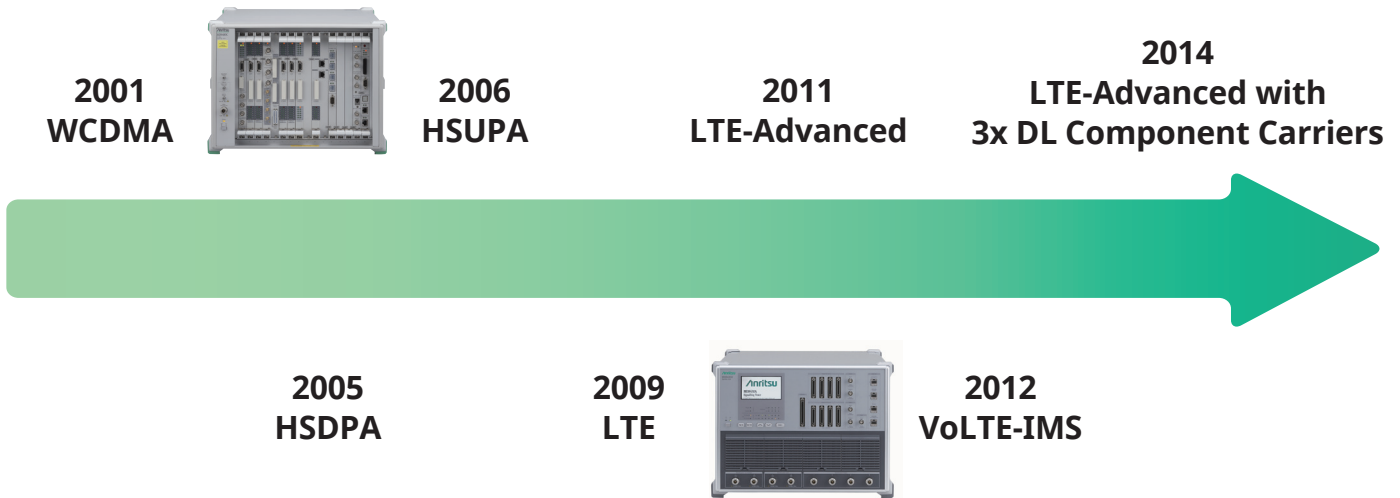 2001
WCDMA
2006
HSUPA
2011
LTE-Advanced
2014
LTE-Advanced with
3x DL Component Carriers
2005
HSDPA
2009
LTE
Anritsu
2012
VoLTE-IMS